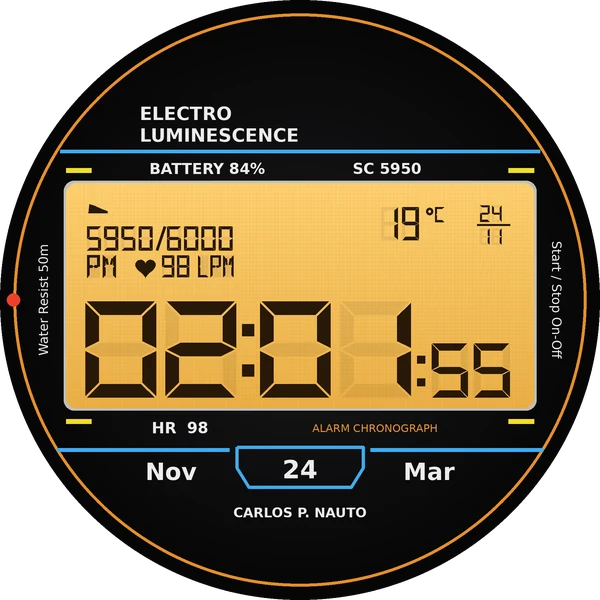 ELECTRO
LUMINESCENCE
BATTERY 84% SC 5950
19°C 24/11
5950/6000
PM 98 LPM
Water Resist 50m
Start / Stop On-Off
02:01:55
HR 98 ALARM CHRONOGRAPH
Nov 24 Mar
CARLOS P. NAUTO